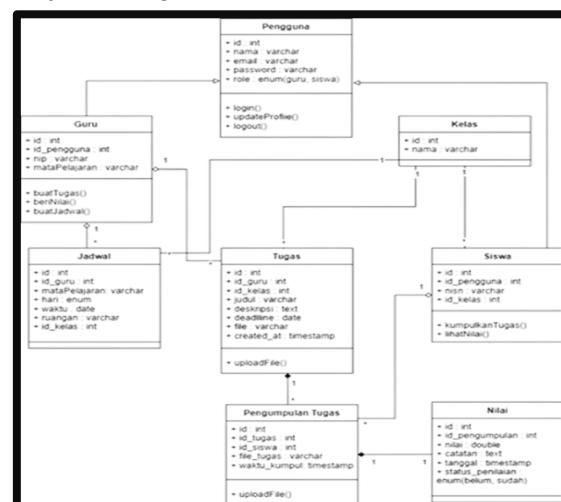 Pengguna
+ id : int
+ nama : varchar
+ email : varchar
+ password : varchar
+ role : enum(guru, siswa)
+ login()
+ updateProfile()
+ logout()
Guru
+ id : int
+ id_pengguna : int
+ nip : varchar
+ mataPelajaran : varchar
+ buatTugas()
+ beriNilai()
+ buatJadwal()
Kelas
+ id : int
+ nama : varchar
1
1
1
1
1
*
*
*
*
1
Jadwal
+ id : int
+ id_guru : int
+ mataPelajaran: varchar
+ hari : enum
+ waktu : date
+ ruangan : varchar
+ id_kelas : int
Tugas
+ id : int
+ id_guru : int
+ id_kelas : int
+ judul : varchar
+ deskripsi : text
+ deadline : date
+ file : varchar
+ created_at : timestamp
+ uploadFile()
Siswa
+ id : int
+ id_pengguna : int
+ nisn : varchar
+ id_kelas : int
+ kumpulkanTugas()
+ lihatNilai()
1
*
*
Pengumpulan Tugas
+ id : int
+ id_tugas : int
+ id_siswa : int
+ file_tugas : varchar
+ waktu_kumpul: timestamp
+ uploadFile()
1
1
Nilai
+ id : int
+ id_pengumpulan : int
+ nilai : double
+ catatan : text
+ tanggal : timestamp
+ status_penilaian :
enum(belum, sudah)